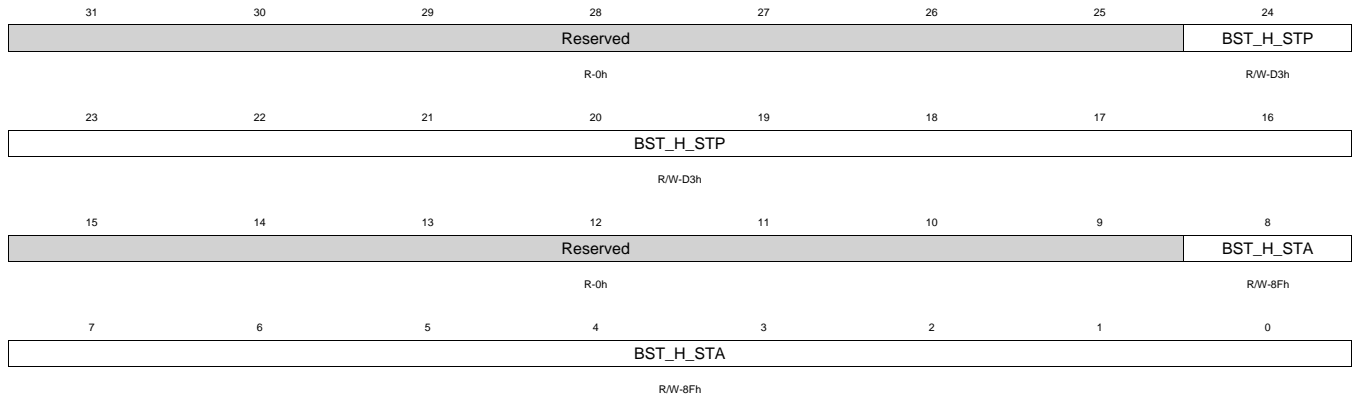 31 30 29 28 27 26 25 24
Reserved BST_H_STP
R-0h R/W-D3h
23 22 21 20 19 18 17 16
BST_H_STP
R/W-D3h
15 14 13 12 11 10 9 8
Reserved BST_H_STA
R-0h R/W-8Fh
7 6 5 4 3 2 1 0
BST_H_STA
R/W-8Fh